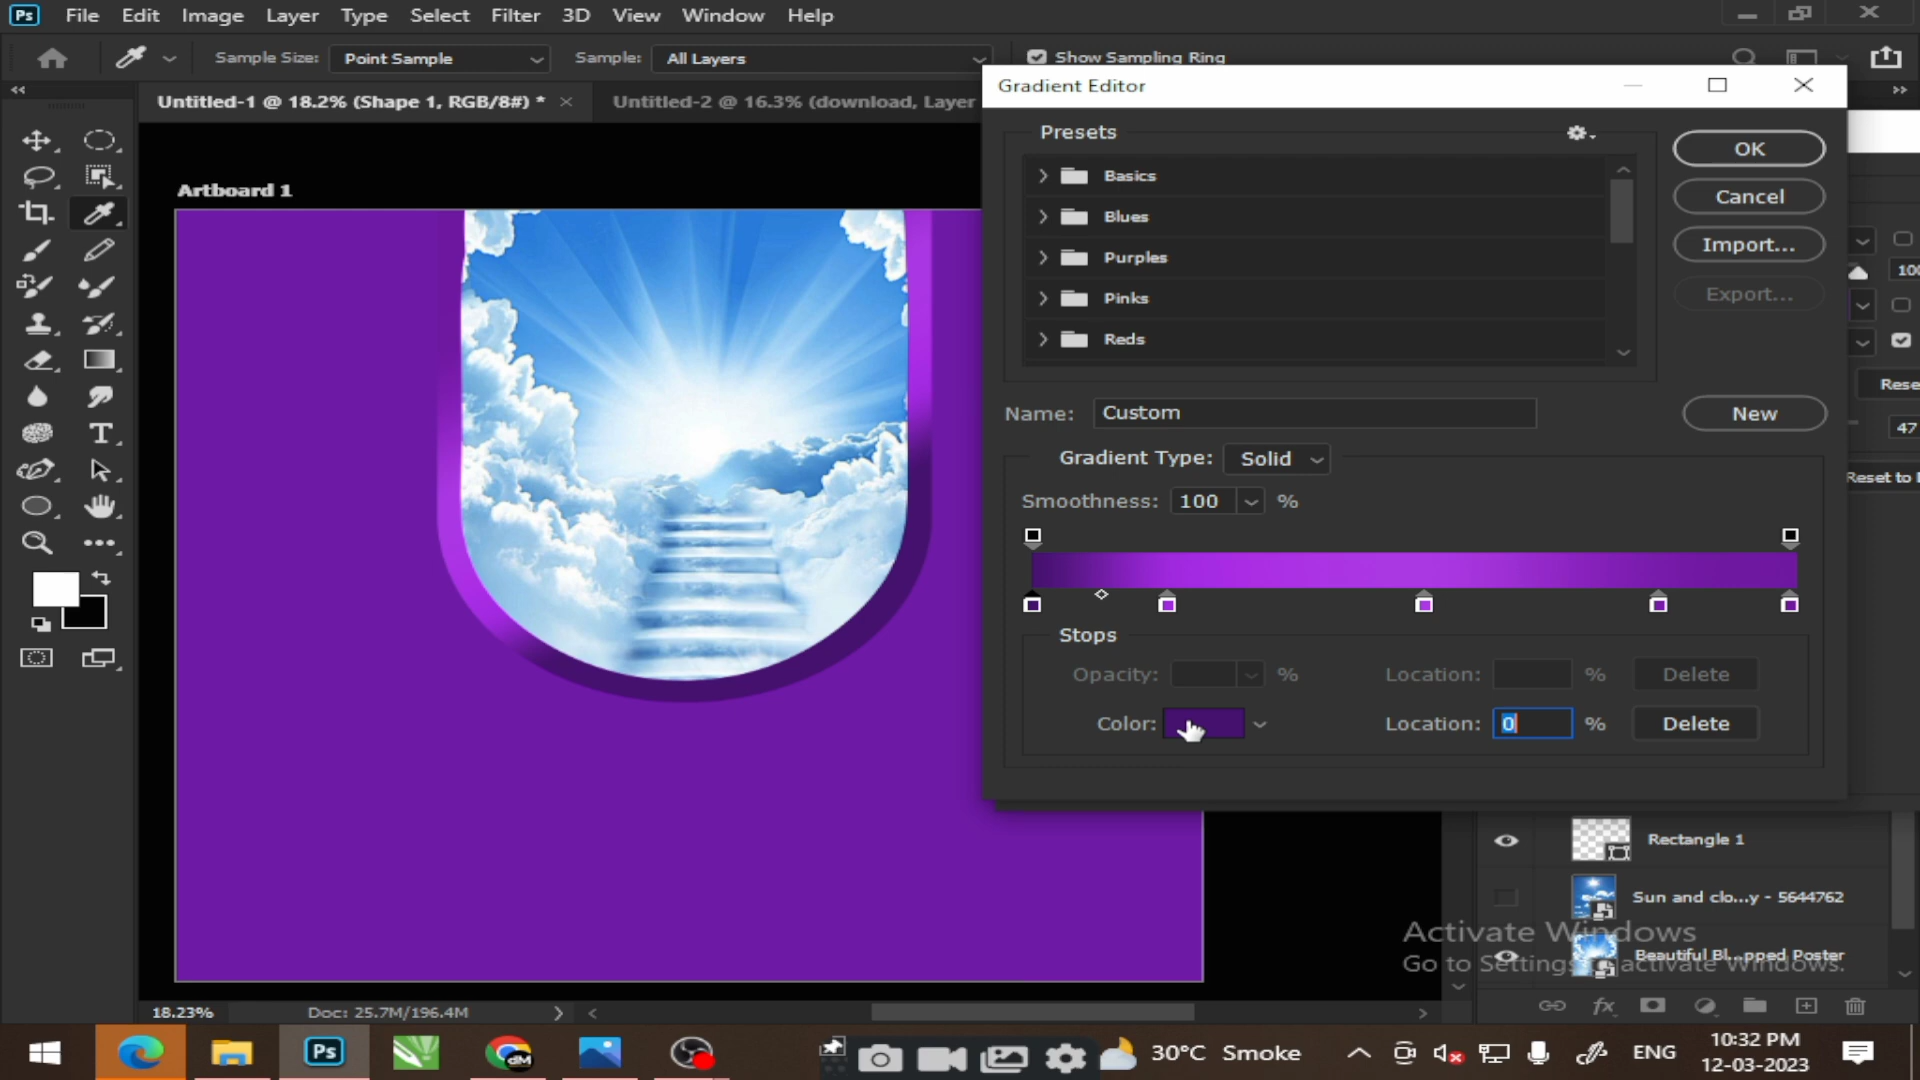 Ps File Edit Image Layer Type Select Filter 3D View Window Help
Sample Size: Point Sample Sample: All Layers Show Sampling Ring
Untitled-1 @ 18.2% (Shape 1, RGB/8#) * × Untitled-2 @ 16.3% (download, Layer
Gradient Editor
Artboard 1
Presets
Basics
Blues
Purples
Pinks
Reds
OK
Cancel
Import...
Export...
Name: Custom
New
Gradient Type: Solid
Smoothness: 100 %
Stops
Opacity: % Location: % Delete
Color: Location: 0 % Delete
100
Rese
47
Reset to
Rectangle 1
Sun and clo...y - 5644762
Beautiful Bl...pped Poster
Activate Windows
Go to Settings to activate Windows.
18.23% Doc: 25.7M/196.4M
Ps
dM
30°C Smoke
ENG
10:32 PM
12-03-2023